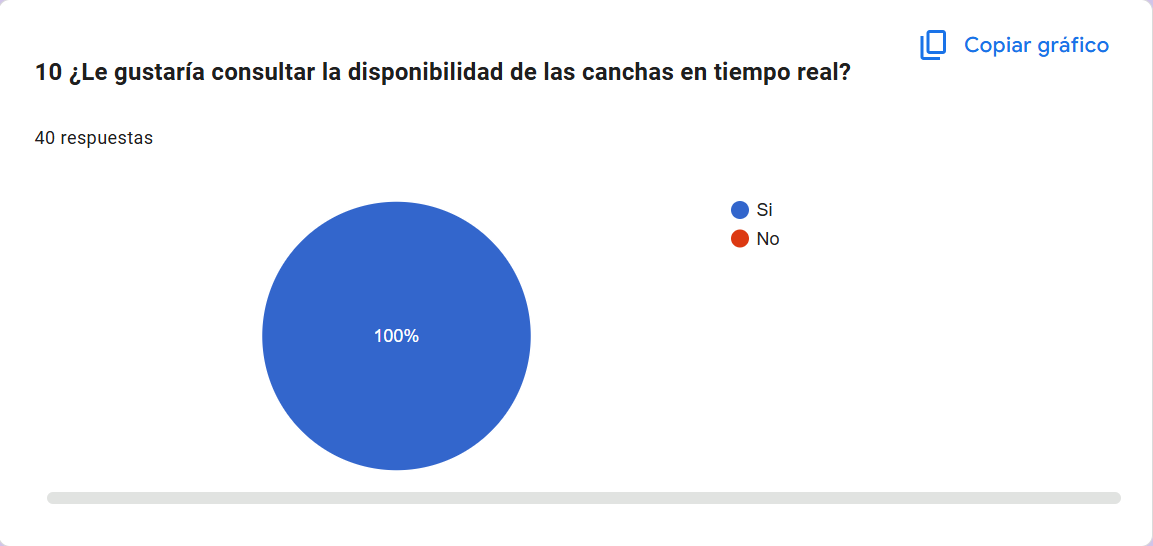 Copiar gráfico
10 ¿Le gustaría consultar la disponibilidad de las canchas en tiempo real?
40 respuestas
Si
No
100%